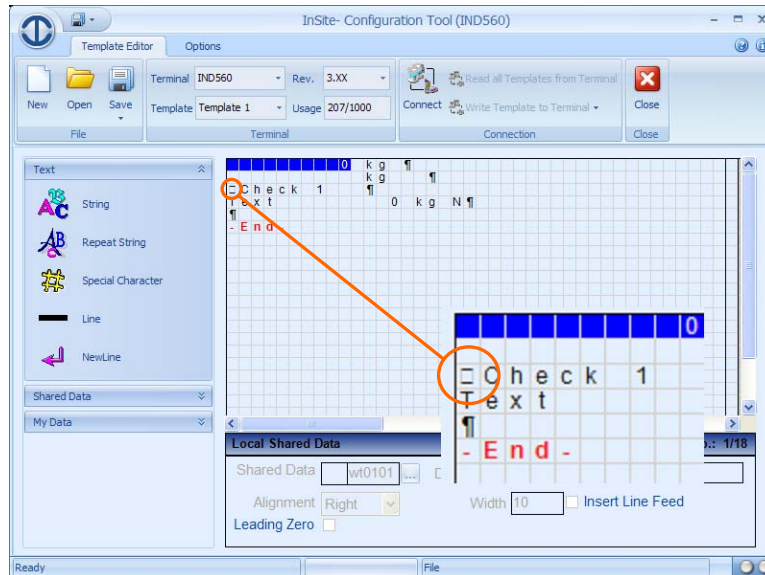 InSite- Configuration Tool (IND560)
Template Editor Options
New Open Save
File
Terminal IND560 Rev. 3.XX
Template Template 1 Usage 207/1000
Terminal
Connect Read all Templates from Terminal
Write Template to Terminal
Connection
Close
Close
Text
String
Repeat String
Special Character
Line
NewLine
Shared Data
My Data
0 kg ¶
kg ¶
□Check 1 ¶
Text 0 kg N¶
¶
-End-
0
□Check 1
Text
¶
-End-
Local Shared Data .: 1/18
Shared Data wt0101 ...
Alignment Right Width 10 Insert Line Feed
Leading Zero
Ready File